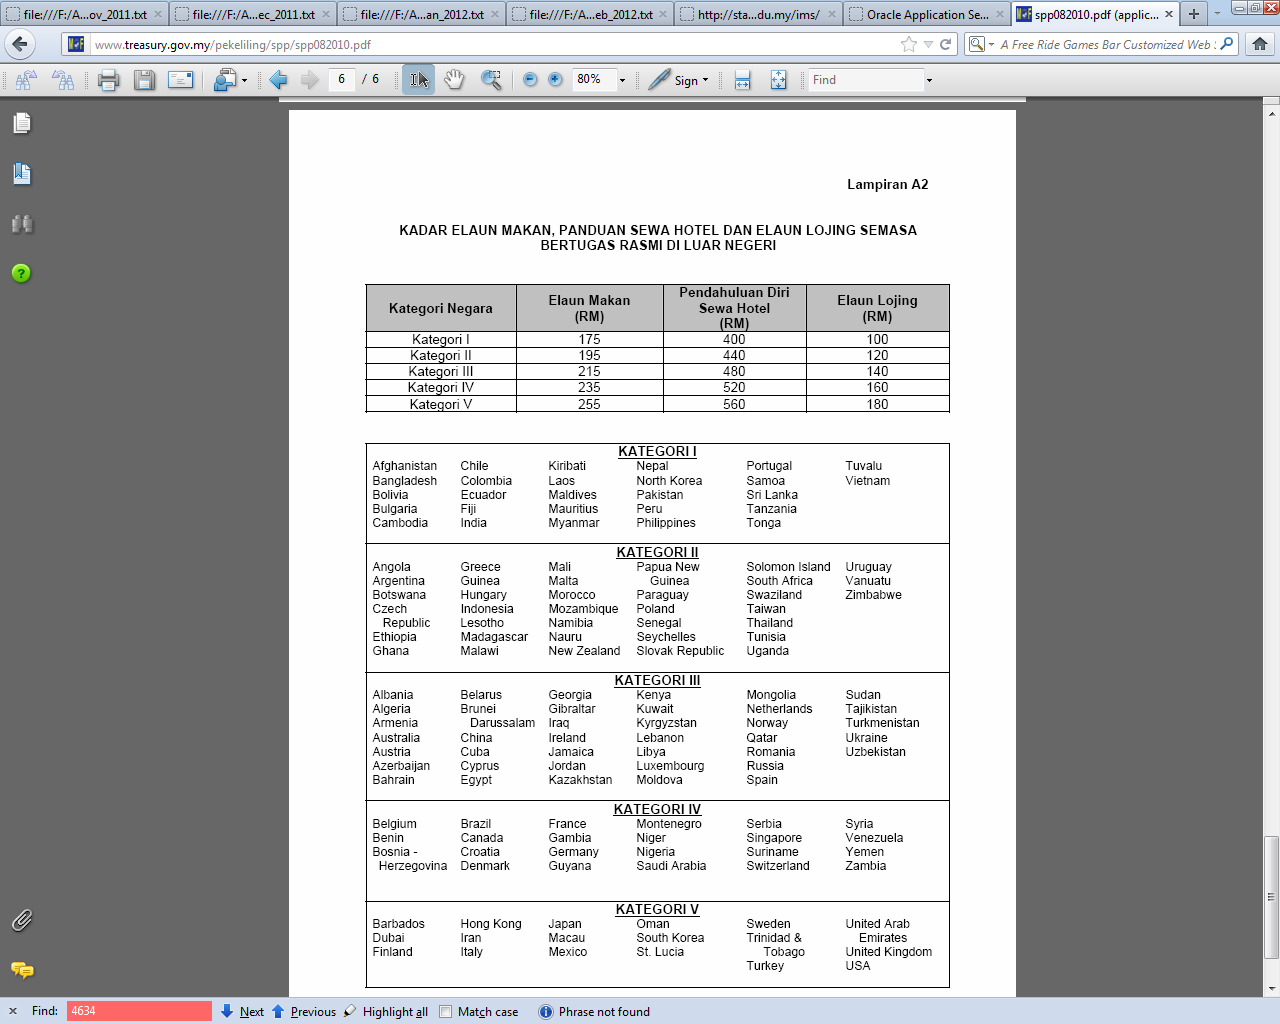 file:///F:/A...ov_2011.txt × file:///F:/A...ec_2011.txt × file:///F:/A...an_2012.txt × file:///F:/A...eb_2012.txt × http://sta...du.my/ims/ × Oracle Application Se... × spp082010.pdf (applic... ×
www.treasury.gov.my/pekeliling/spp/spp082010.pdf A Free Ride Games Bar Customized Web
6 / 6 80% Sign Find
Lampiran A2
KADAR ELAUN MAKAN, PANDUAN SEWA HOTEL DAN ELAUN LOJING SEMASA
BERTUGAS RASMI DI LUAR NEGERI
Kategori Negara Elaun Makan (RM) Pendahuluan Diri Sewa Hotel (RM) Elaun Lojing (RM)
Kategori I 175 400 100
Kategori II 195 440 120
Kategori III 215 480 140
Kategori IV 235 520 160
Kategori V 255 560 180
KATEGORI I
Afghanistan Chile Kiribati Nepal Portugal Tuvalu
Bangladesh Colombia Laos North Korea Samoa Vietnam
Bolivia Ecuador Maldives Pakistan Sri Lanka
Bulgaria Fiji Mauritius Peru Tanzania
Cambodia India Myanmar Philippines Tonga
KATEGORI II
Angola Greece Mali Papua New Solomon Island Uruguay
Argentina Guinea Malta Guinea South Africa Vanuatu
Botswana Hungary Morocco Paraguay Swaziland Zimbabwe
Czech Indonesia Mozambique Poland Taiwan
Republic Lesotho Namibia Senegal Thailand
Ethiopia Madagascar Nauru Seychelles Tunisia
Ghana Malawi New Zealand Slovak Republic Uganda
KATEGORI III
Albania Belarus Georgia Kenya Mongolia Sudan
Algeria Brunei Gibraltar Kuwait Netherlands Tajikistan
Armenia Darussalam Iraq Kyrgyzstan Norway Turkmenistan
Australia China Ireland Lebanon Qatar Ukraine
Austria Cuba Jamaica Libya Romania Uzbekistan
Azerbaijan Cyprus Jordan Luxembourg Russia
Bahrain Egypt Kazakhstan Moldova Spain
KATEGORI IV
Belgium Brazil France Montenegro Serbia Syria
Benin Canada Gambia Niger Singapore Venezuela
Bosnia - Croatia Germany Nigeria Suriname Yemen
Herzegovina Denmark Guyana Saudi Arabia Switzerland Zambia
KATEGORI V
Barbados Hong Kong Japan Oman Sweden United Arab
Dubai Iran Macau South Korea Trinidad & Emirates
Finland Italy Mexico St. Lucia Tobago United Kingdom
Turkey USA
× Find: 4634 Next Previous Highlight all Match case Phrase not found